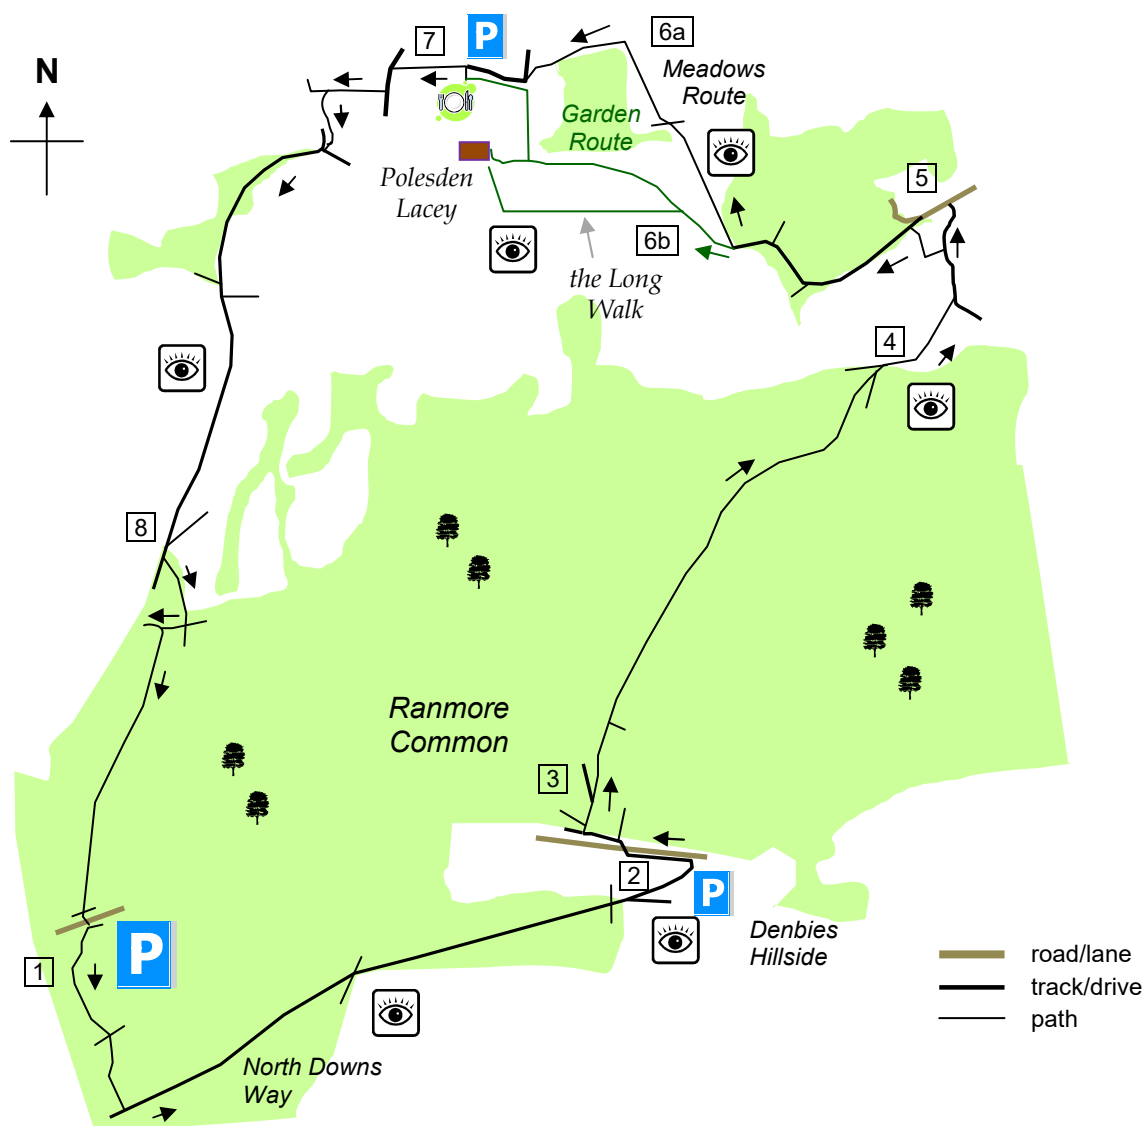 7
P
6a
N
Meadows
Route
Garden
Route
Polesden
Lacey
5
6b
the Long
Walk
4
8
Ranmore
Common
3
2
P
Denbies
Hillside
P
1
road/lane
track/drive
path
North Downs
Way